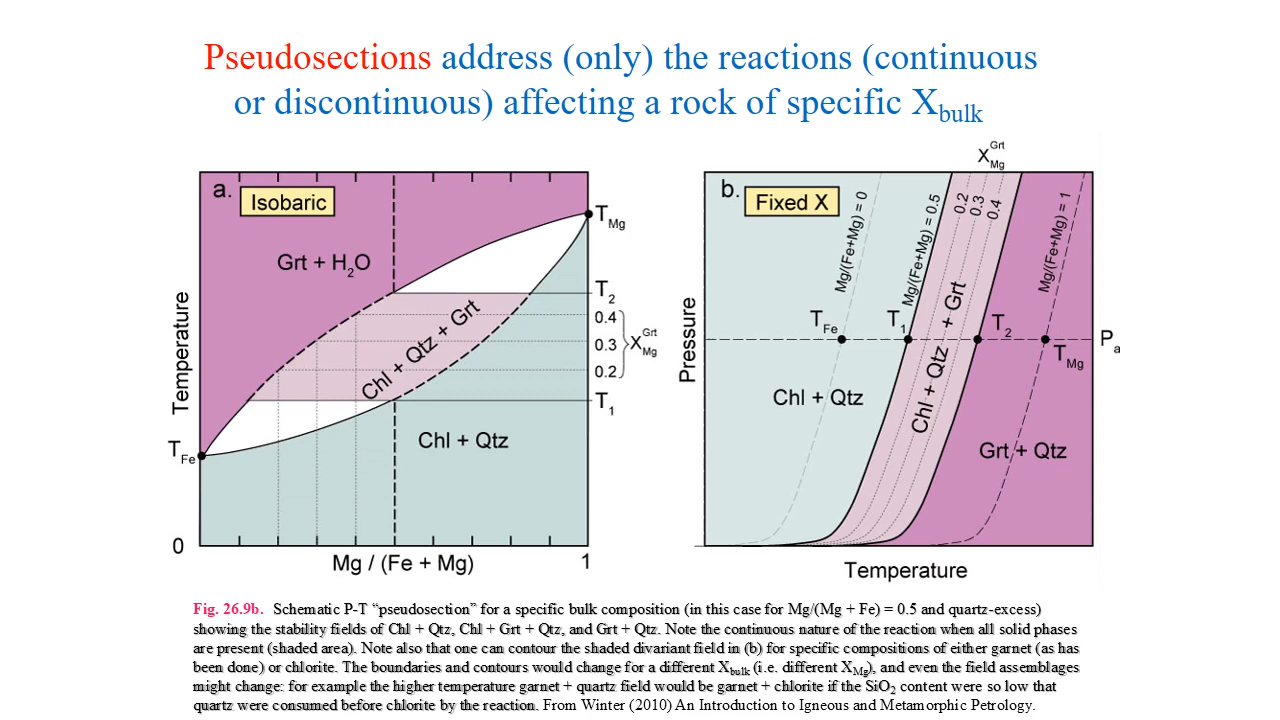 Pseudosections address (only) the reactions (continuous
or discontinuous) affecting a rock of specific Xbulk
a.
Isobaric
Grt + H2O
Chl + Qtz + Grt
Chl + Qtz
TMg
T2
0.4
0.3
0.2
XMgGrt
T1
TFe
0
1
Temperature
Mg / (Fe + Mg)
b.
Fixed X
XMgGrt
Mg/(Fe+Mg) = 0
Mg/(Fe+Mg) = 0.5
0.2
0.3
0.4
Mg/(Fe+Mg) = 1
TFe
T1
T2
TMg
Pa
Chl + Qtz
Chl + Qtz + Grt
Grt + Qtz
Pressure
Temperature
Fig. 26.9b. Schematic P-T “pseudosection” for a specific bulk composition (in this case for Mg/(Mg + Fe) = 0.5 and quartz-excess)
showing the stability fields of Chl + Qtz, Chl + Grt + Qtz, and Grt + Qtz. Note the continuous nature of the reaction when all solid phases
are present (shaded area). Note also that one can contour the shaded divariant field in (b) for specific compositions of either garnet (as has
been done) or chlorite. The boundaries and contours would change for a different Xbulk (i.e. different XMg), and even the field assemblages
might change: for example the higher temperature garnet + quartz field would be garnet + chlorite if the SiO2 content were so low that
quartz were consumed before chlorite by the reaction. From Winter (2010) An Introduction to Igneous and Metamorphic Petrology.